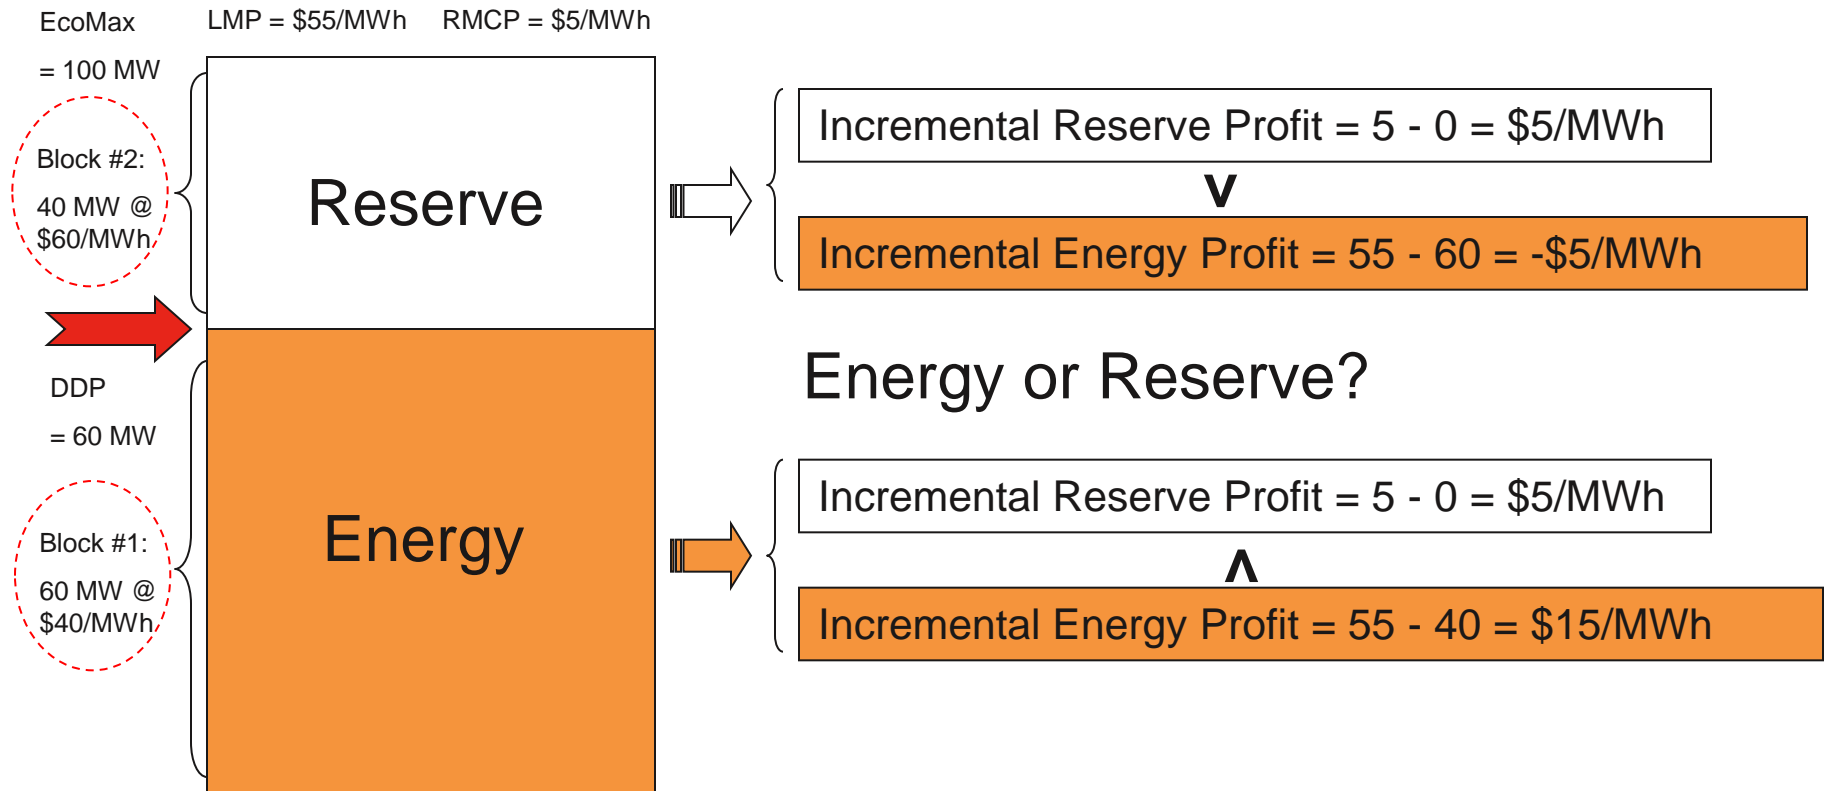 EcoMax
= 100 MW
LMP = $55/MWh RMCP = $5/MWh
Block #2:
40 MW @
$60/MWh
Reserve
Incremental Reserve Profit = 5 - 0 = $5/MWh
v
Incremental Energy Profit = 55 - 60 = -$5/MWh
DDP
= 60 MW
Energy or Reserve?
Block #1:
60 MW @
$40/MWh
Energy
Incremental Reserve Profit = 5 - 0 = $5/MWh
ʌ
Incremental Energy Profit = 55 - 40 = $15/MWh